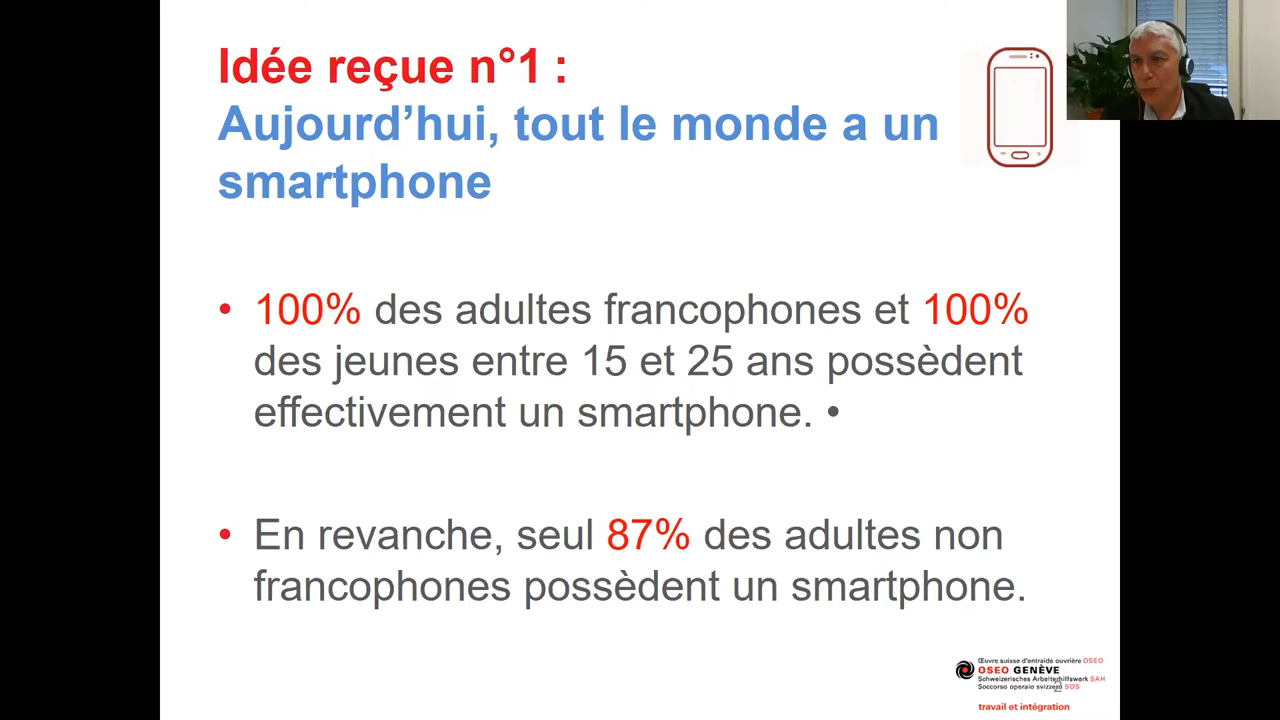 Idée reçue n°1 :
Aujourd’hui, tout le monde a un
smartphone
• 100% des adultes francophones et 100%
des jeunes entre 15 et 25 ans possèdent
effectivement un smartphone. •
• En revanche, seul 87% des adultes non
francophones possèdent un smartphone.
Œuvre suisse d'entraide ouvrière OSEO
OSEO GENÈVE
Schweizerisches Arbeiterhilfswerk SAH
Soccorso operaio svizzero SOS
2
travail et intégration